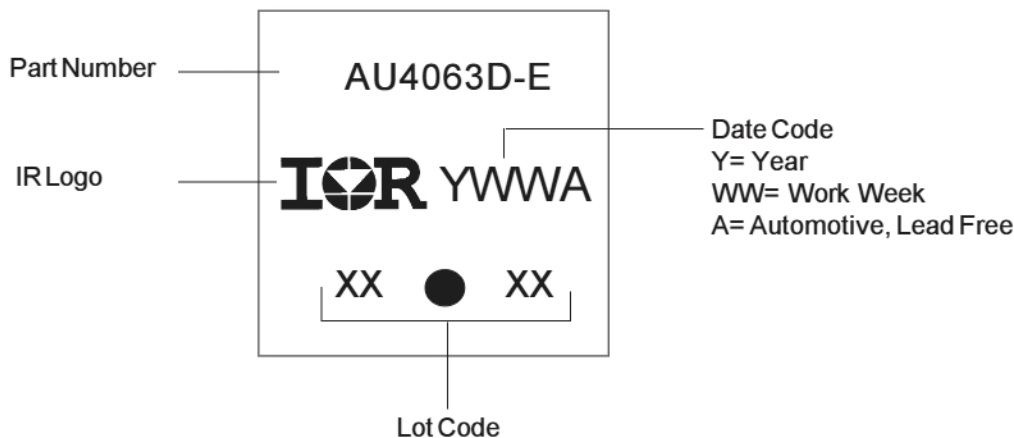 Part Number
AU4063D-E
IR Logo
IOR YWWA
Date Code
Y= Year
WW= Work Week
A= Automotive, Lead Free
XX ● XX
Lot Code